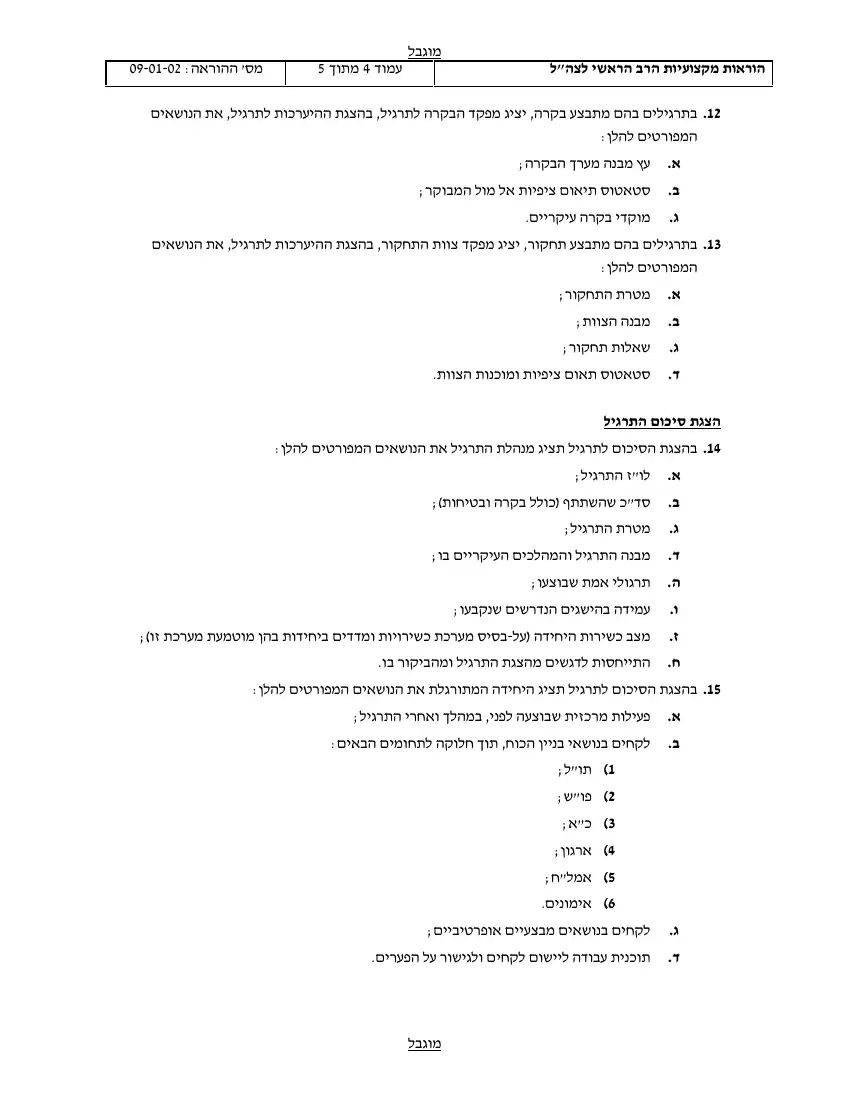 מוגבל
הוראות מקצועיות הרב הראשי לצה״ל עמוד 4 מתוך 5 מס׳ ההוראה: 09-01-02
12. בתרגילים בהם מתבצע בקרה, יציג מפקד הבקרה לתרגיל, בהצגת ההיערכות לתרגיל, את הנושאים
המפורטים להלן:
א. עץ מבנה מערך הבקרה;
ב. סטאטוס תיאום ציפיות אל מול המבוקר;
ג. מוקדי בקרה עיקריים.
13. בתרגילים בהם מתבצע תחקור, יציג מפקד צוות התחקור, בהצגת ההיערכות לתרגיל, את הנושאים
המפורטים להלן:
א. מטרת התחקור;
ב. מבנה הצוות;
ג. שאלות תחקור;
ד. סטאטוס תאום ציפיות ומוכנות הצוות.
הצגת סיכום התרגיל
14. בהצגת הסיכום לתרגיל תציג מנהלת התרגיל את הנושאים המפורטים להלן:
א. לו״ז התרגיל;
ב. סד״כ שהשתתף (כולל בקרה ובטיחות);
ג. מטרת התרגיל;
ד. מבנה התרגיל והמהלכים העיקריים בו;
ה. תרגולי אמת שבוצעו;
ו. עמידה בהישגים הנדרשים שנקבעו;
ז. מצב כשירות היחידה (על-בסיס מערכת כשירויות ומדדים ביחידות בהן מוטמעת מערכת זו);
ח. התייחסות לדגשים מהצגת התרגיל ומהביקור בו.
15. בהצגת הסיכום לתרגיל תציג היחידה המתורגלת את הנושאים המפורטים להלן:
א. פעילות מרכזית שבוצעה לפני, במהלך ואחרי התרגיל;
ב. לקחים בנושאי בניין הכוח, תוך חלוקה לתחומים הבאים:
1) תו״ל;
2) פו״ש;
3) כ״א;
4) ארגון;
5) אמל״ח;
6) אימונים.
ג. לקחים בנושאים מבצעיים אופרטיביים;
ד. תוכנית עבודה ליישום לקחים ולגישור על הפערים.
מוגבל